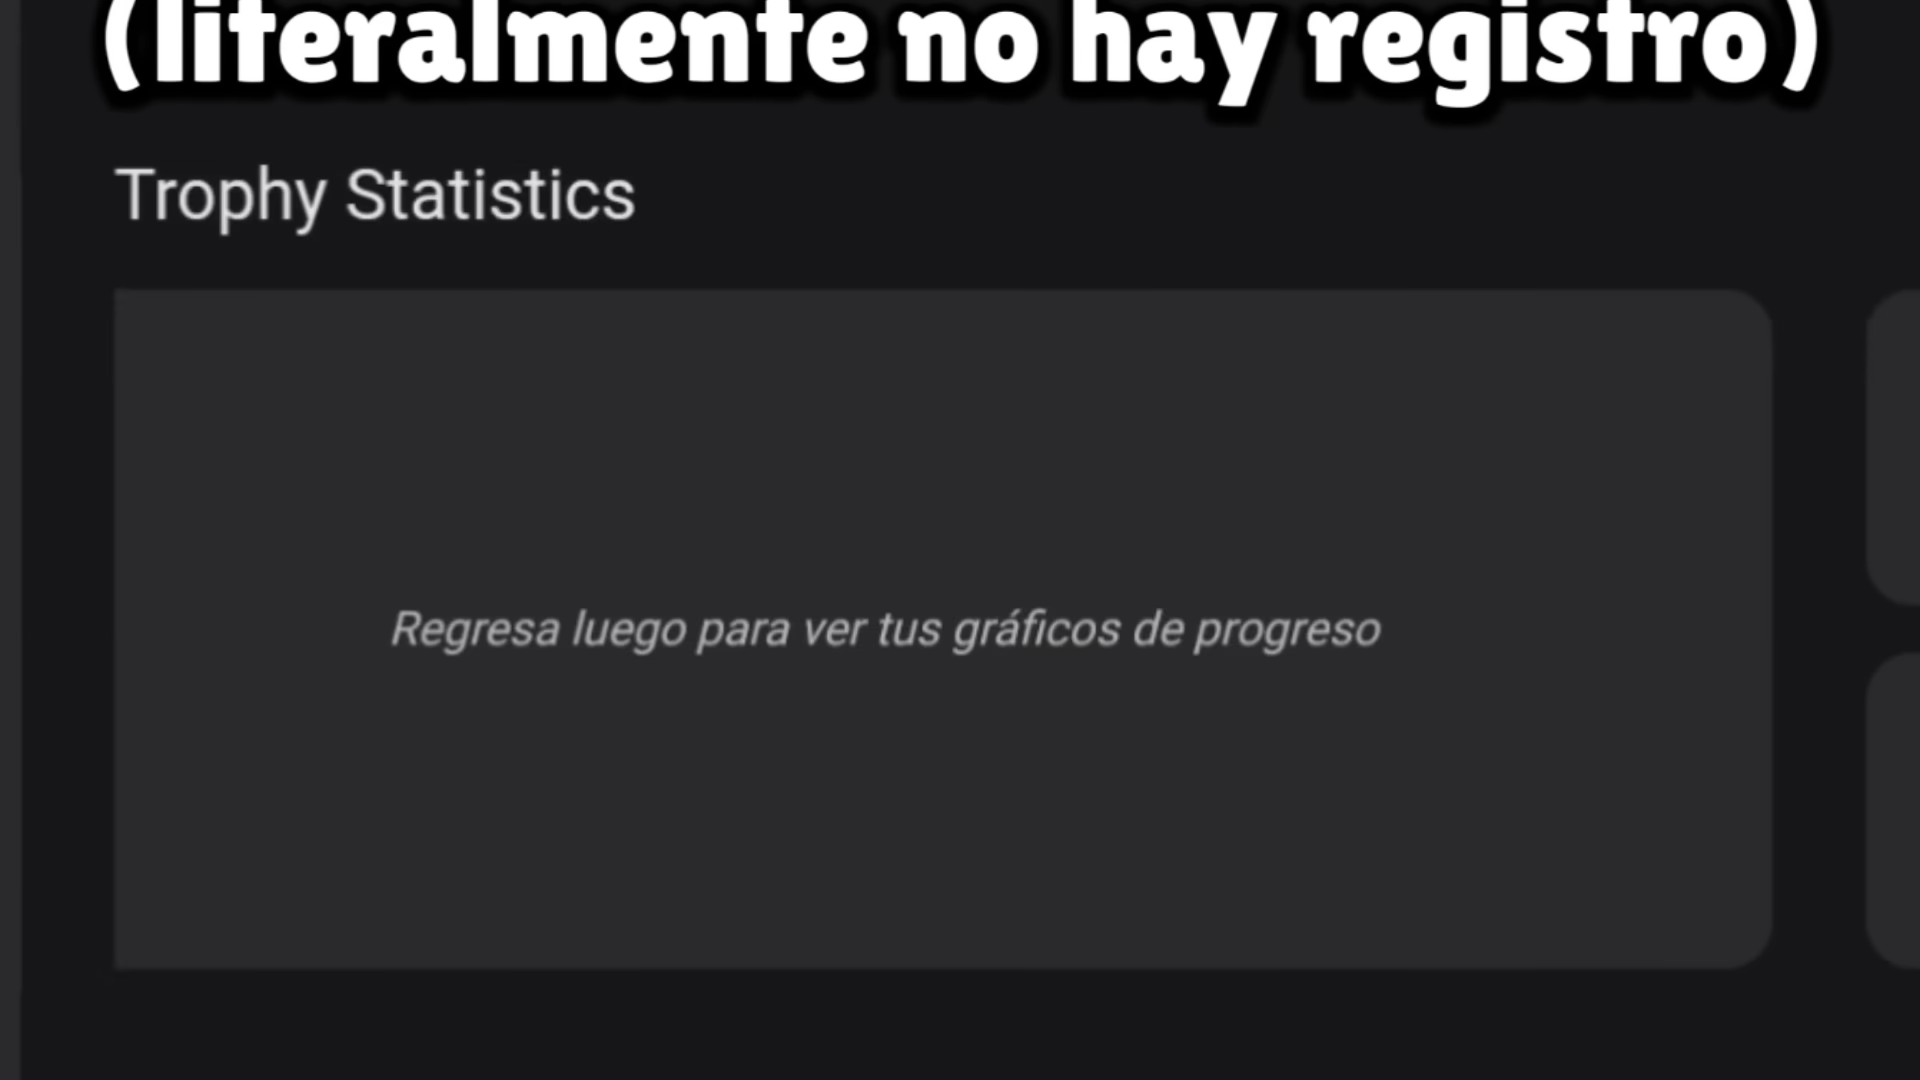 (literalmente no hay registro)
Trophy Statistics
Regresa luego para ver tus gráficos de progreso